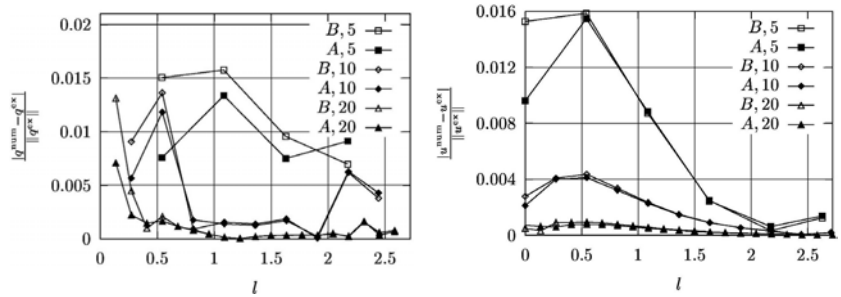 0.02
0.015
0.01
0.005
0
0 0.5 1 1.5 2 2.5
l
|q^num − q^ex|
‖q^ex‖
B, 5
A, 5
B, 10
A, 10
B, 20
A, 20
0.016
0.012
0.008
0.004
0
0 0.5 1 1.5 2 2.5
l
|u^num − u^ex|
‖u^ex‖
B, 5
A, 5
B, 10
A, 10
B, 20
A, 20